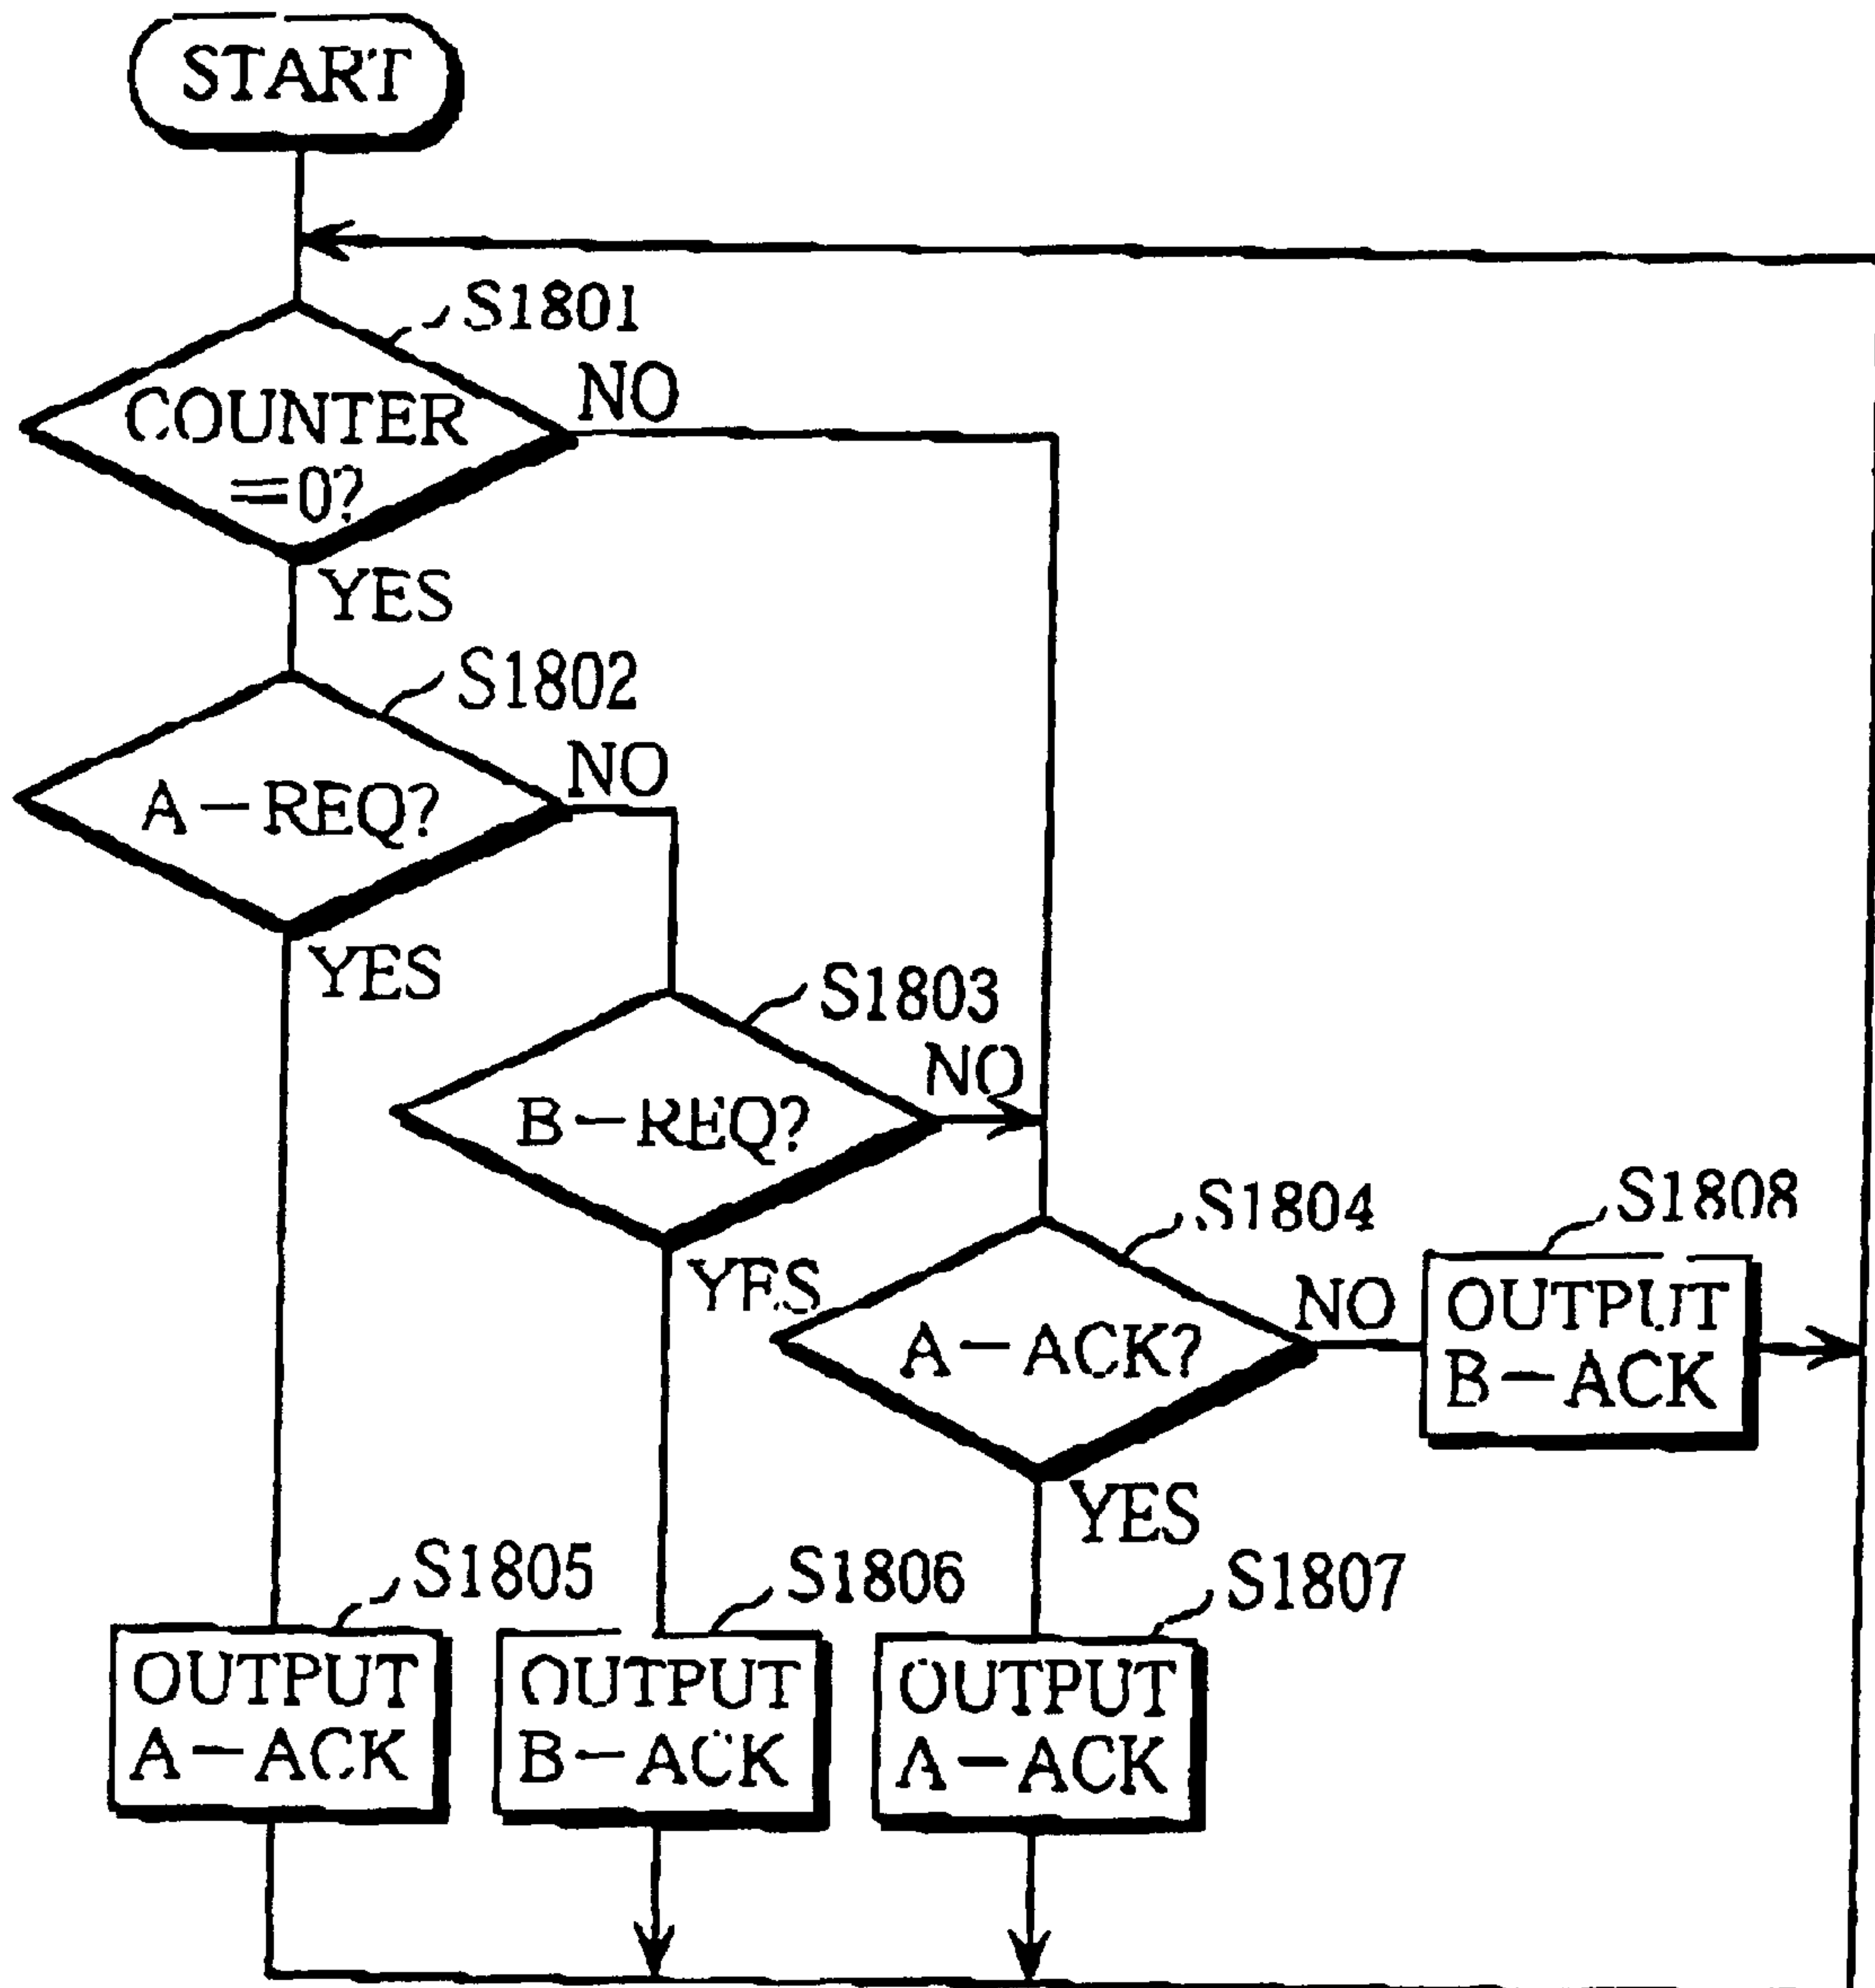 START
S1801
NO
COUNTER
=0?
YES
S1802
NO
A-REQ?
YES
S1803
NO
B-REQ?
YES
S1804
S1808
NO
A-ACK?
OUTPUT
B-ACK
YES
S1805
S1806
S1807
OUTPUT
A-ACK
OUTPUT
B-ACK
OUTPUT
A-ACK